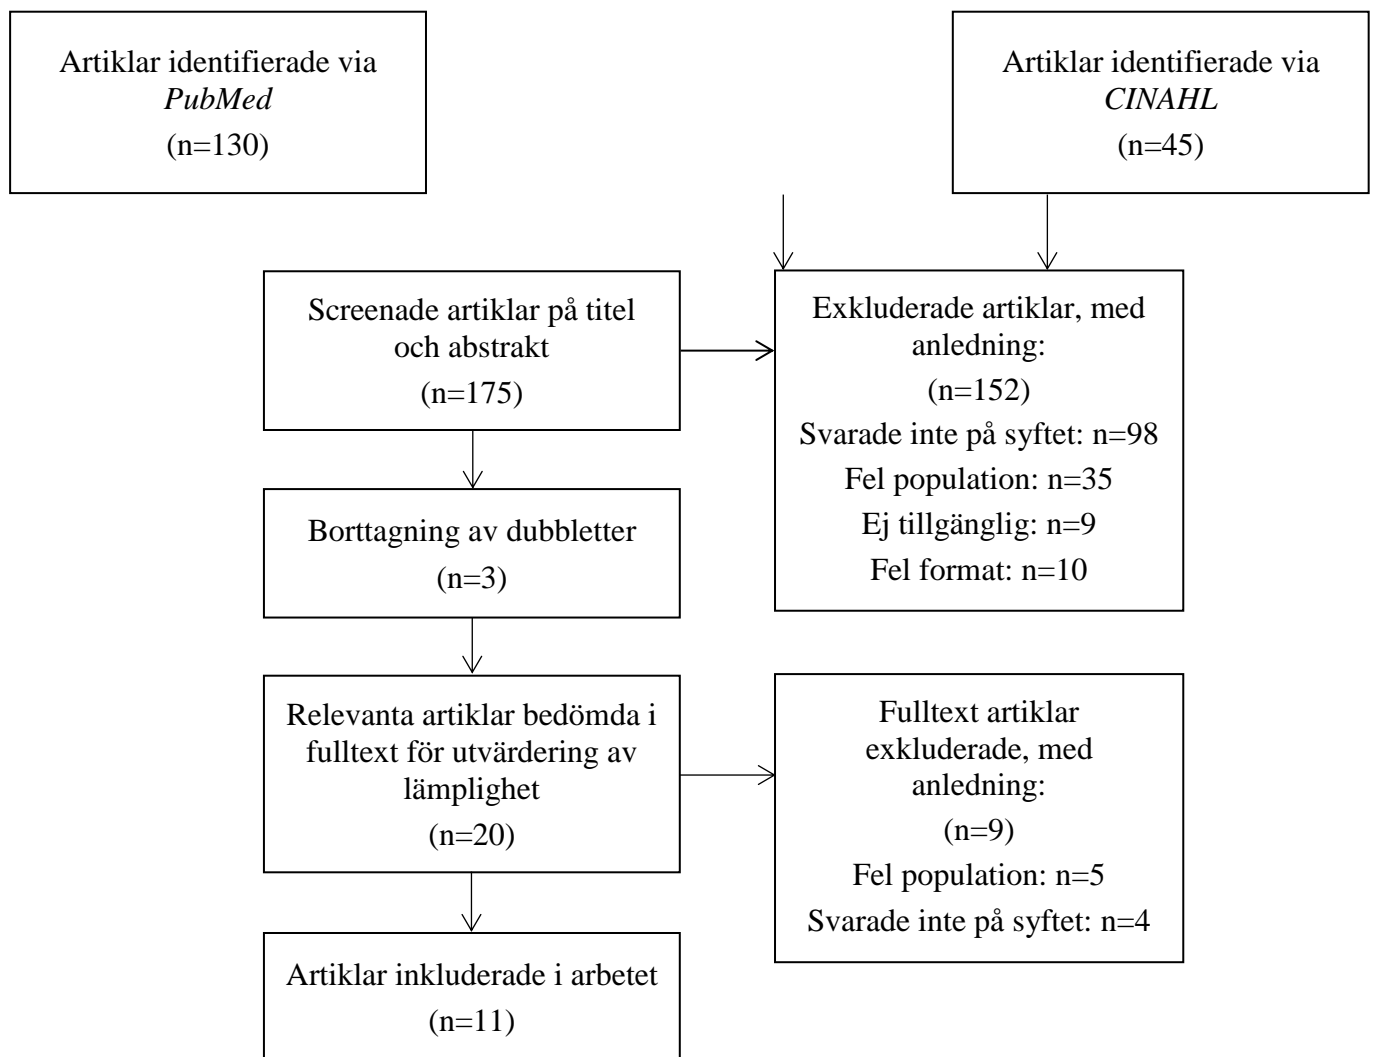 Artiklar identifierade via
PubMed
(n=130)
Artiklar identifierade via
CINAHL
(n=45)
Screenade artiklar på titel
och abstrakt
(n=175)
Exkluderade artiklar, med
anledning:
(n=152)
Svarade inte på syftet: n=98
Fel population: n=35
Ej tillgänglig: n=9
Fel format: n=10
Borttagning av dubbletter
(n=3)
Relevanta artiklar bedömda i
fulltext för utvärdering av
lämplighet
(n=20)
Fulltext artiklar
exkluderade, med
anledning:
(n=9)
Fel population: n=5
Svarade inte på syftet: n=4
Artiklar inkluderade i arbetet
(n=11)